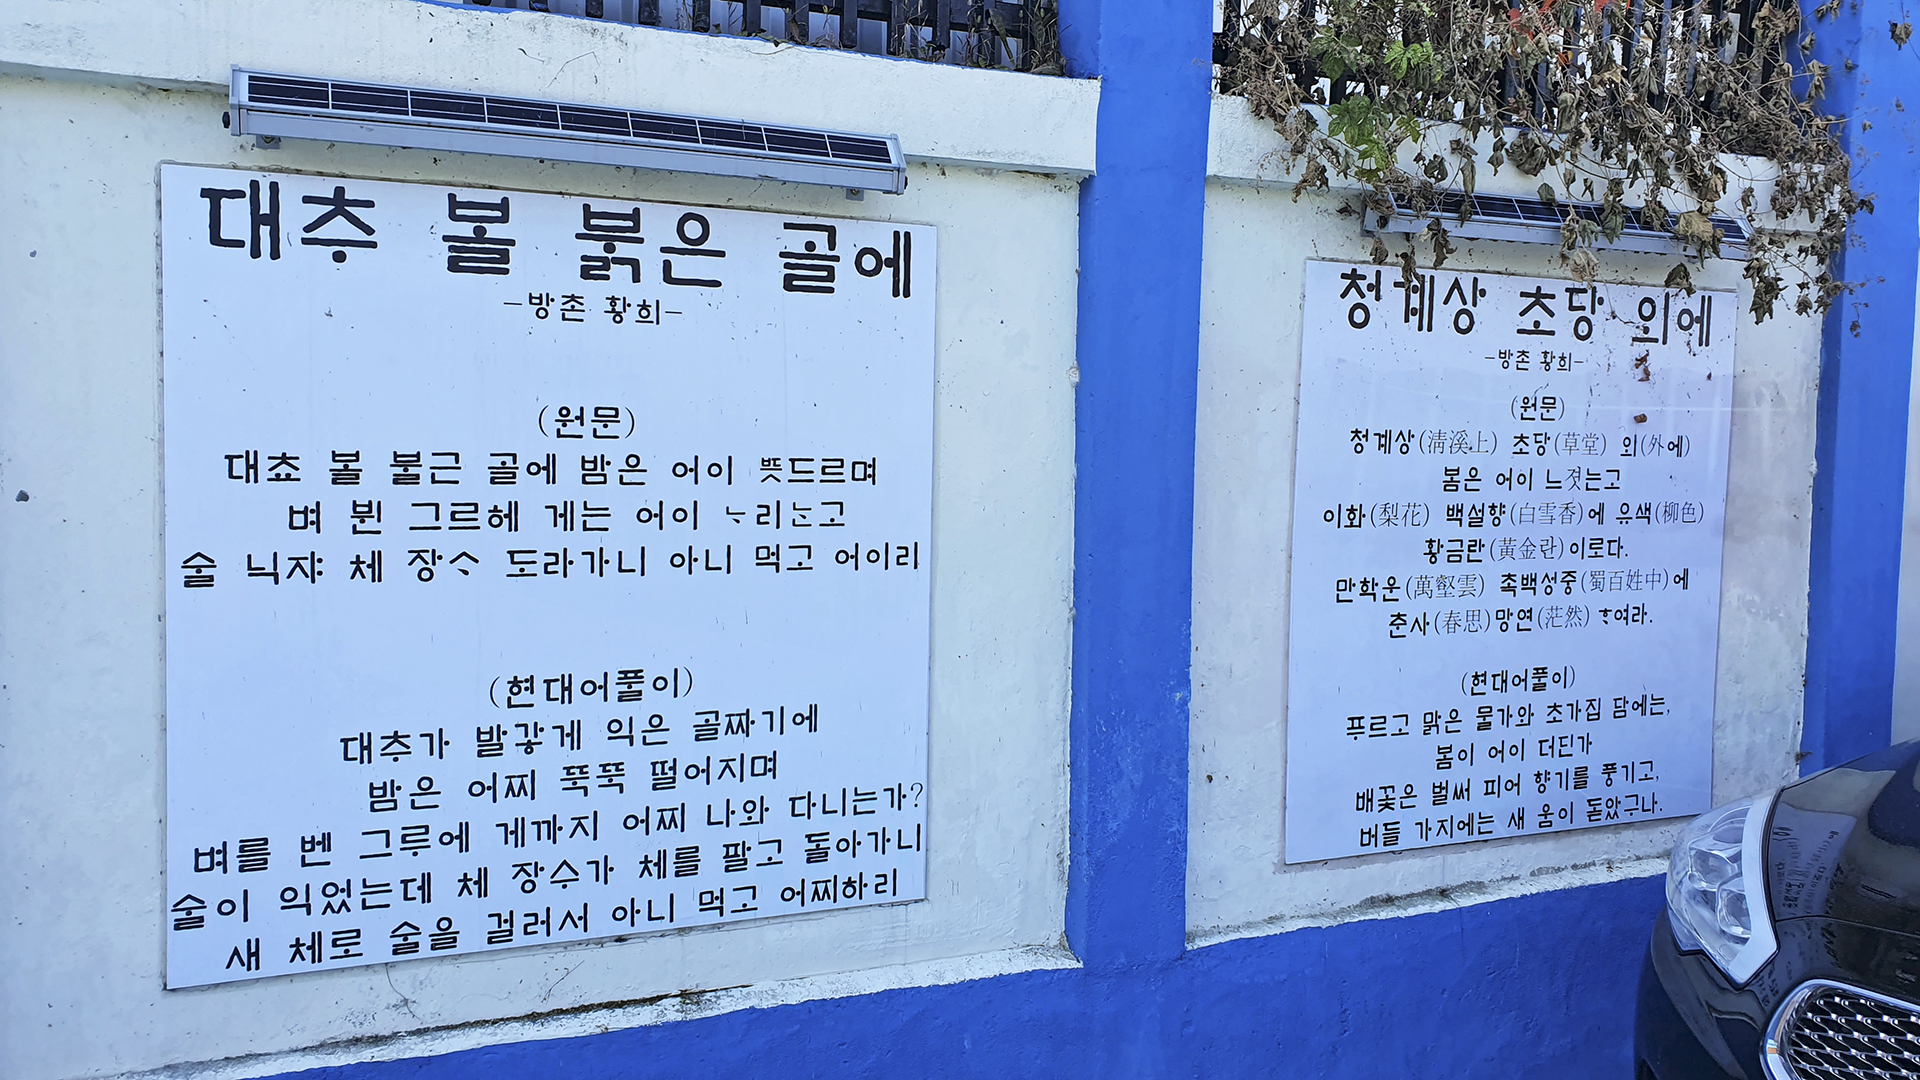 대추 볼 붉은 골에
-방촌 황희-
(원문)
대쵸 볼 불근 골에 밤은 어이 뜻드르며
벼 뷘 그르헤 게는 어이 ᄂᆞ리ᄂᆞᆫ고
술 닉쟈 체 장ᄉᆞ 도라가니 아니 먹고 어이리
(현대어풀이)
대추가 발갛게 익은 골짜기에
밤은 어찌 뚝뚝 떨어지며
벼를 벤 그루에 게까지 어찌 나와 다니는가?
술이 익었는데 체 장수가 체를 팔고 돌아가니
새 체로 술을 걸러서 아니 먹고 어찌하리
청계상 초당 외에
-방촌 황희-
(원문)
청계상(淸溪上) 초당(草堂) 외(外에)
봄은 어이 느젓는고
이화(梨花) 백설향(白雪香)에 유색(柳色)
황금란(黃金란)이로다.
만학운(萬壑雲) 촉백성중(蜀百姓中)에
춘사(春思)망연(茫然) ᄒᆞ여라.
(현대어풀이)
푸르고 맑은 물가와 초가집 담에는,
봄이 어이 더딘가
배꽃은 벌써 피어 향기를 풍기고,
버들 가지에는 새 움이 돋았구나.